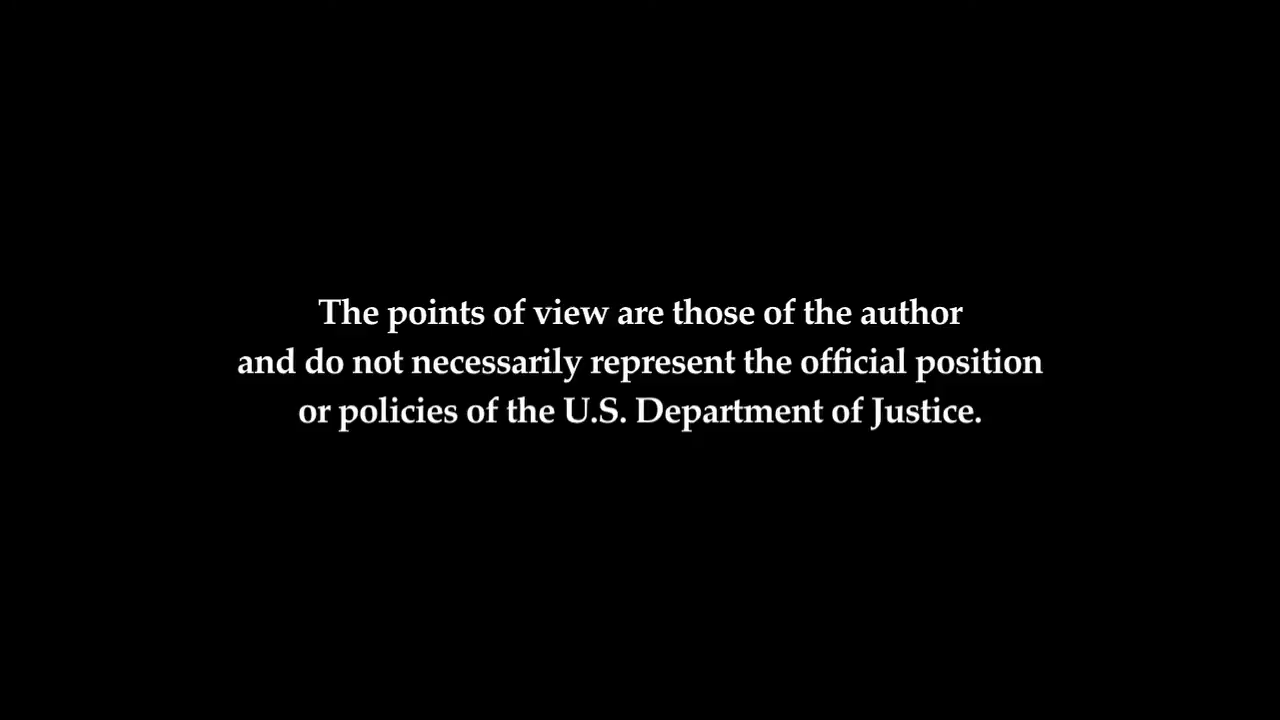 The points of view are those of the author
and do not necessarily represent the official position
or policies of the U.S. Department of Justice.